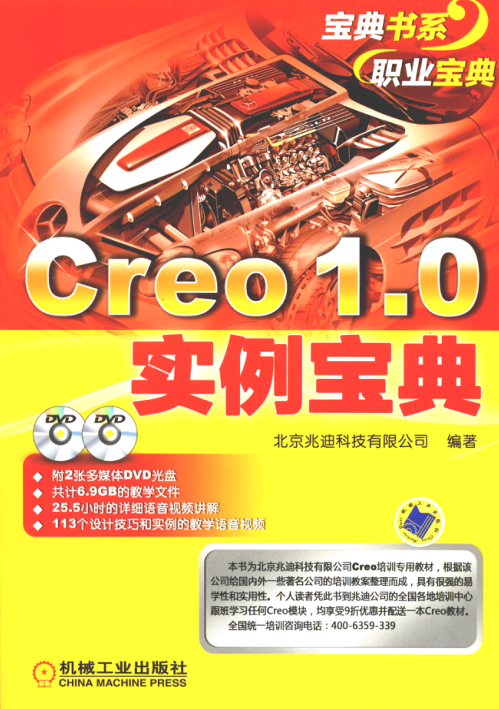 宝典书系
职业宝典
Creo 1.0
实例宝典
DVD DVD
北京兆迪科技有限公司 编著
附2张多媒体DVD光盘
共计6.9GB的教学文件
25.5小时的详细语音视频讲解
113个设计技巧和实例的教学语音视频
本书为北京兆迪科技有限公司Creo培训专用教材，根据该
公司给国内外一些著名公司的培训教案整理而成，具有很强的易
学性和实用性。个人读者凭此书到兆迪公司的全国各地培训中心
跟班学习任何Creo模块，均享受9折优惠并配送一本Creo教材。
全国统一培训咨询电话：400-6359-339
机械工业出版社
CHINA MACHINE PRESS